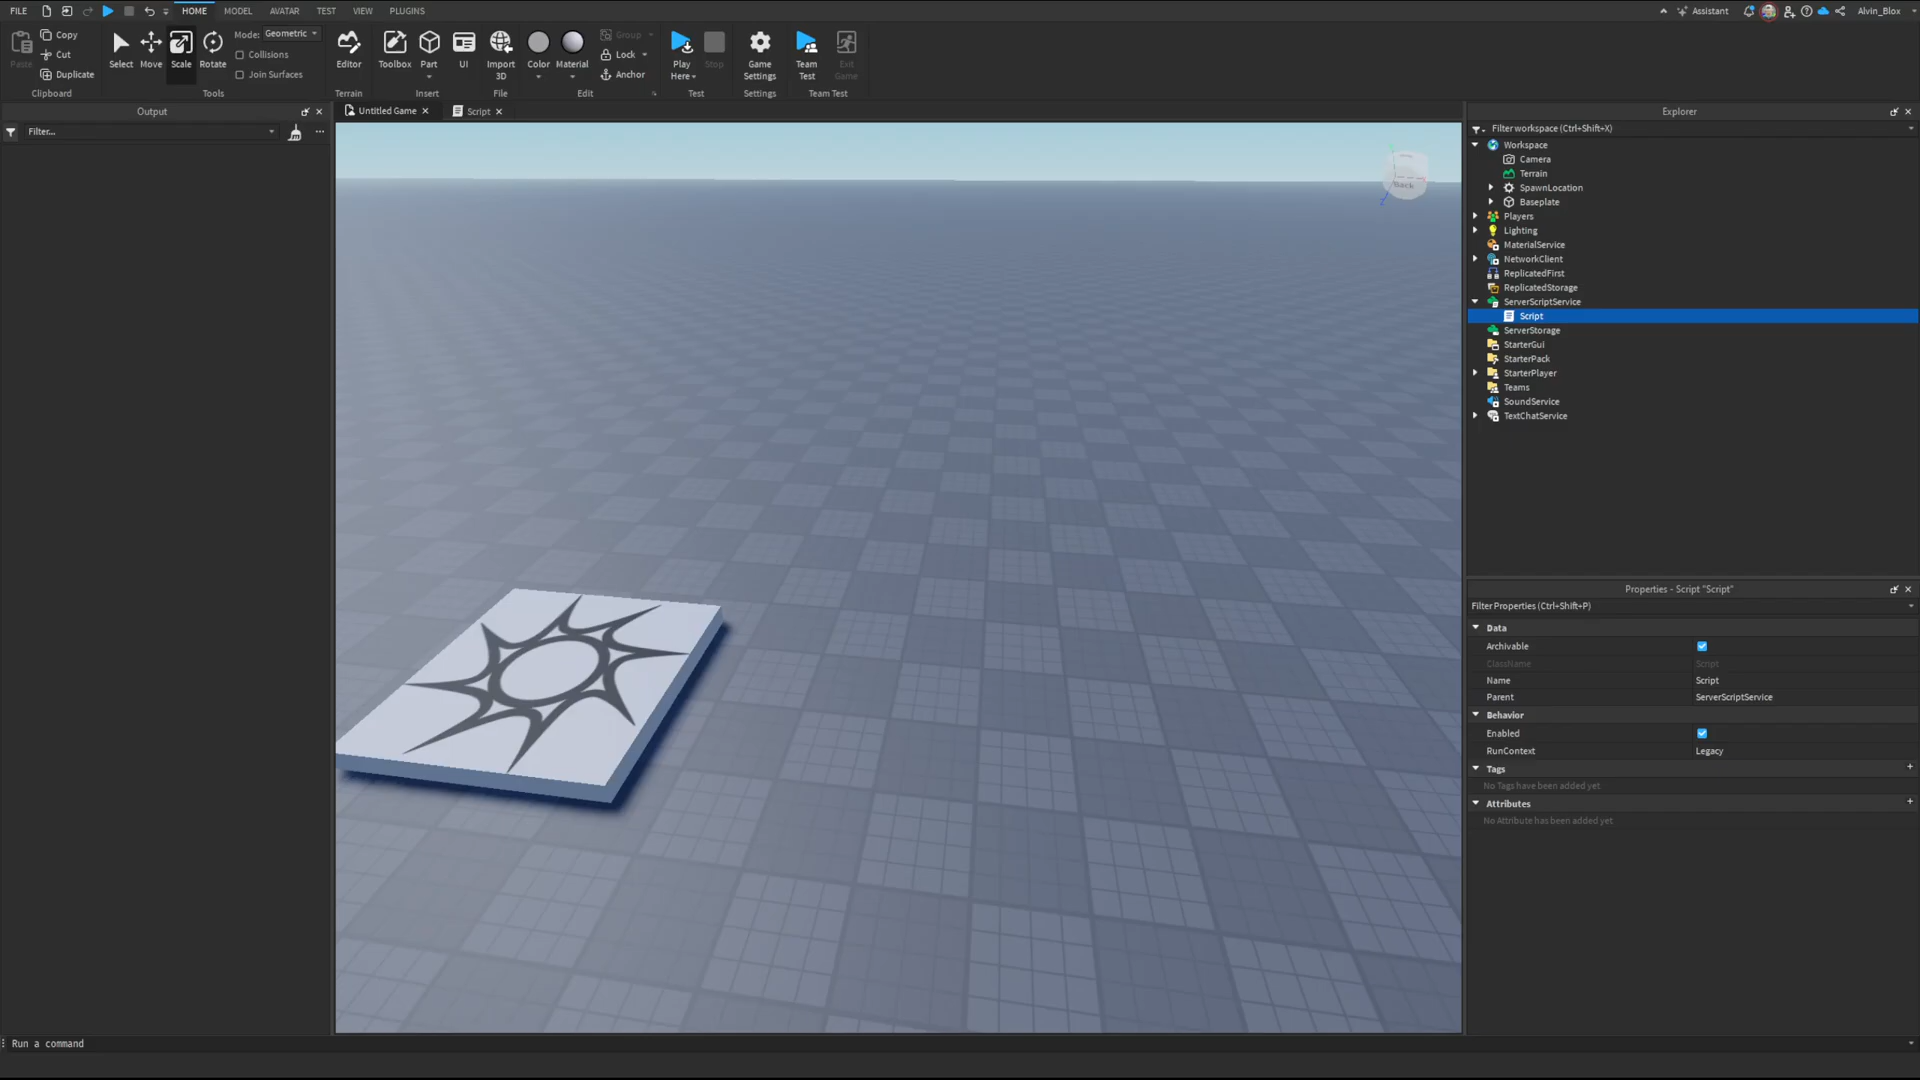 FILE
HOME
MODEL
AVATAR
TEST
VIEW
PLUGINS
Assistant
Alvin_Blox
Paste
Copy
Cut
Duplicate
Clipboard
Select
Move
Scale
Rotate
Mode: Geometric
Collisions
Join Surfaces
Tools
Editor
Terrain
Toolbox
Part
UI
Insert
Import
3D
File
Color
Material
Group
Lock
Anchor
Edit
Play
Here
Stop
Test
Game
Settings
Settings
Team
Test
Exit
Game
Team Test
Output
Filter...
Untitled Game
Script
Back
Explorer
Filter workspace (Ctrl+Shift+X)
Workspace
Camera
Terrain
SpawnLocation
Baseplate
Players
Lighting
MaterialService
NetworkClient
ReplicatedFirst
ReplicatedStorage
ServerScriptService
Script
ServerStorage
StarterGui
StarterPack
StarterPlayer
Teams
SoundService
TextChatService
Properties - Script "Script"
Filter Properties (Ctrl+Shift+P)
Data
Archivable
ClassName Script
Name Script
Parent ServerScriptService
Behavior
Enabled
RunContext Legacy
Tags
No Tags have been added yet
Attributes
No Attribute has been added yet
Run a command